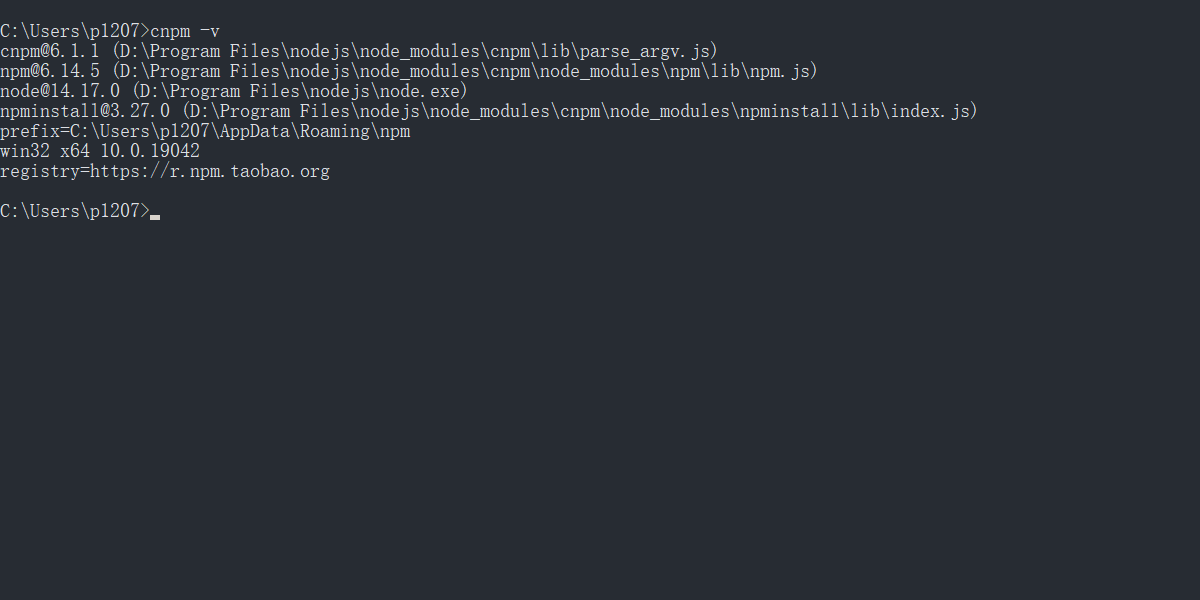 C:\Users\p1207>cnpm -v
cnpm@6.1.1 (D:\Program Files\nodejs\node_modules\cnpm\lib\parse_argv.js)
npm@6.14.5 (D:\Program Files\nodejs\node_modules\cnpm\node_modules\npm\lib\npm.js)
node@14.17.0 (D:\Program Files\nodejs\node.exe)
npminstall@3.27.0 (D:\Program Files\nodejs\node_modules\cnpm\node_modules\npminstall\lib\index.js)
prefix=C:\Users\p1207\AppData\Roaming\npm
win32 x64 10.0.19042
registry=https://r.npm.taobao.org
C:\Users\p1207>